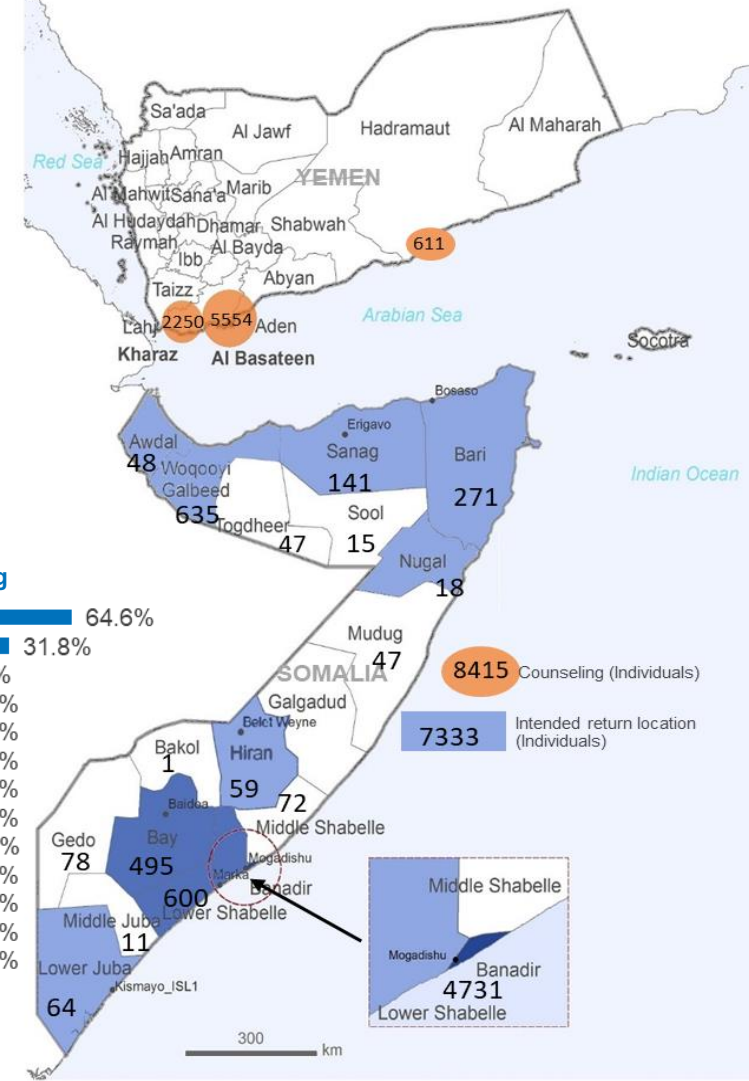 Sa'ada
Al Jawf
Hadramaut
Al Maharah
Red Sea
Hajjah
Amran
YEMEN
Al Mahwit
Sana'a
Marib
Al Hudaydah
Dhamar
Shabwah
Raymah
Al Bayda
Ibb
611
Abyan
Taizz
Arabian Sea
2250
5554
Aden
Kharaz
Al Basateen
Socotra
Bosaso
Erigavo
Awdal
Sanag
Bari
48
Galbeed
141
271
Indian Ocean
635
Togdheer
Sool
47
15
Nugal
18
g
64.6%
31.8%
Mudug
47
SOMALIA
8415 Counseling (Individuals)
Galgadud
Belet Weyne
7333
Intended return location
(Individuals)
Bakol
1
Hiran
59
72
Baidoa
Middle Shabelle
Gedo
78
Bay
495
Mogadishu
Marka
Banadir
600
Lower Shabelle
Middle Juba
11
Lower Juba
64
Kismayo_ISL1
Middle Shabelle
Mogadishu
Banadir
4731
Lower Shabelle
300
km
%
%
%
%
%
%
%
%
%
%
%